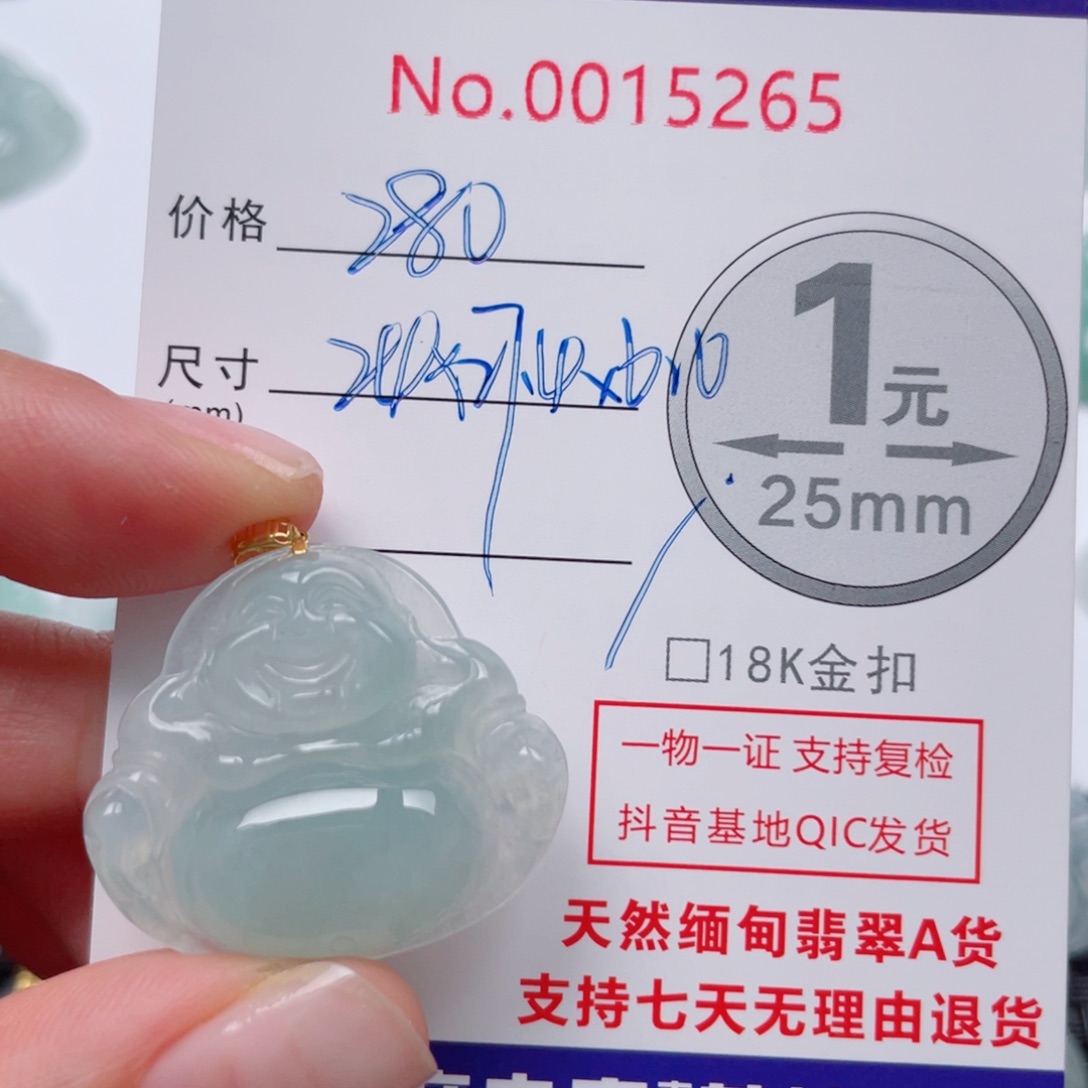 No.0015265
价格 280
尺寸
1元
25mm
18K金扣
一物一证 支持复检
抖音基地QIC发货
天然缅甸翡翠A货
支持七天无理由退货